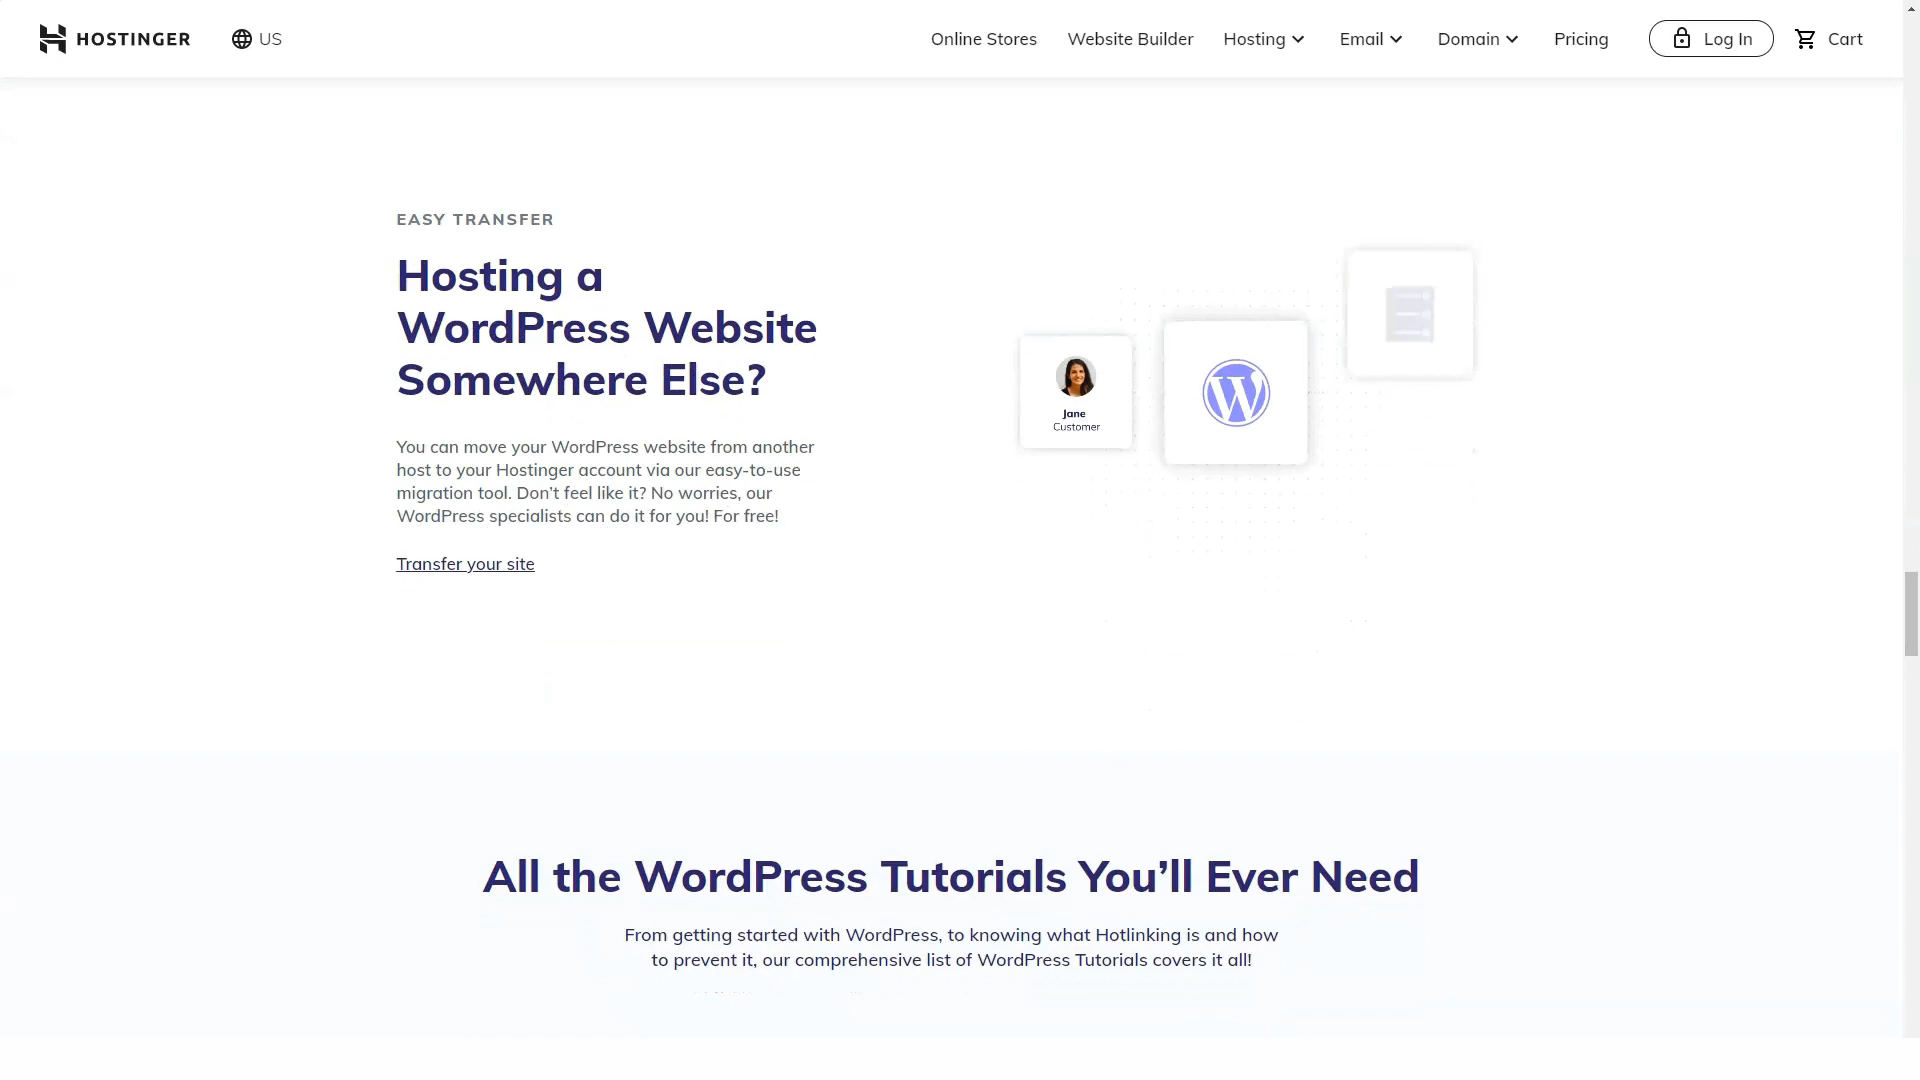 HOSTINGER US Online Stores Website Builder Hosting Email Domain Pricing Log In Cart
EASY TRANSFER
Hosting a
WordPress Website
Somewhere Else?
You can move your WordPress website from another
host to your Hostinger account via our easy-to-use
migration tool. Don't feel like it? No worries, our
WordPress specialists can do it for you! For free!
Transfer your site
Jane
Customer
All the WordPress Tutorials You'll Ever Need
From getting started with WordPress, to knowing what Hotlinking is and how
to prevent it, our comprehensive list of WordPress Tutorials covers it all!